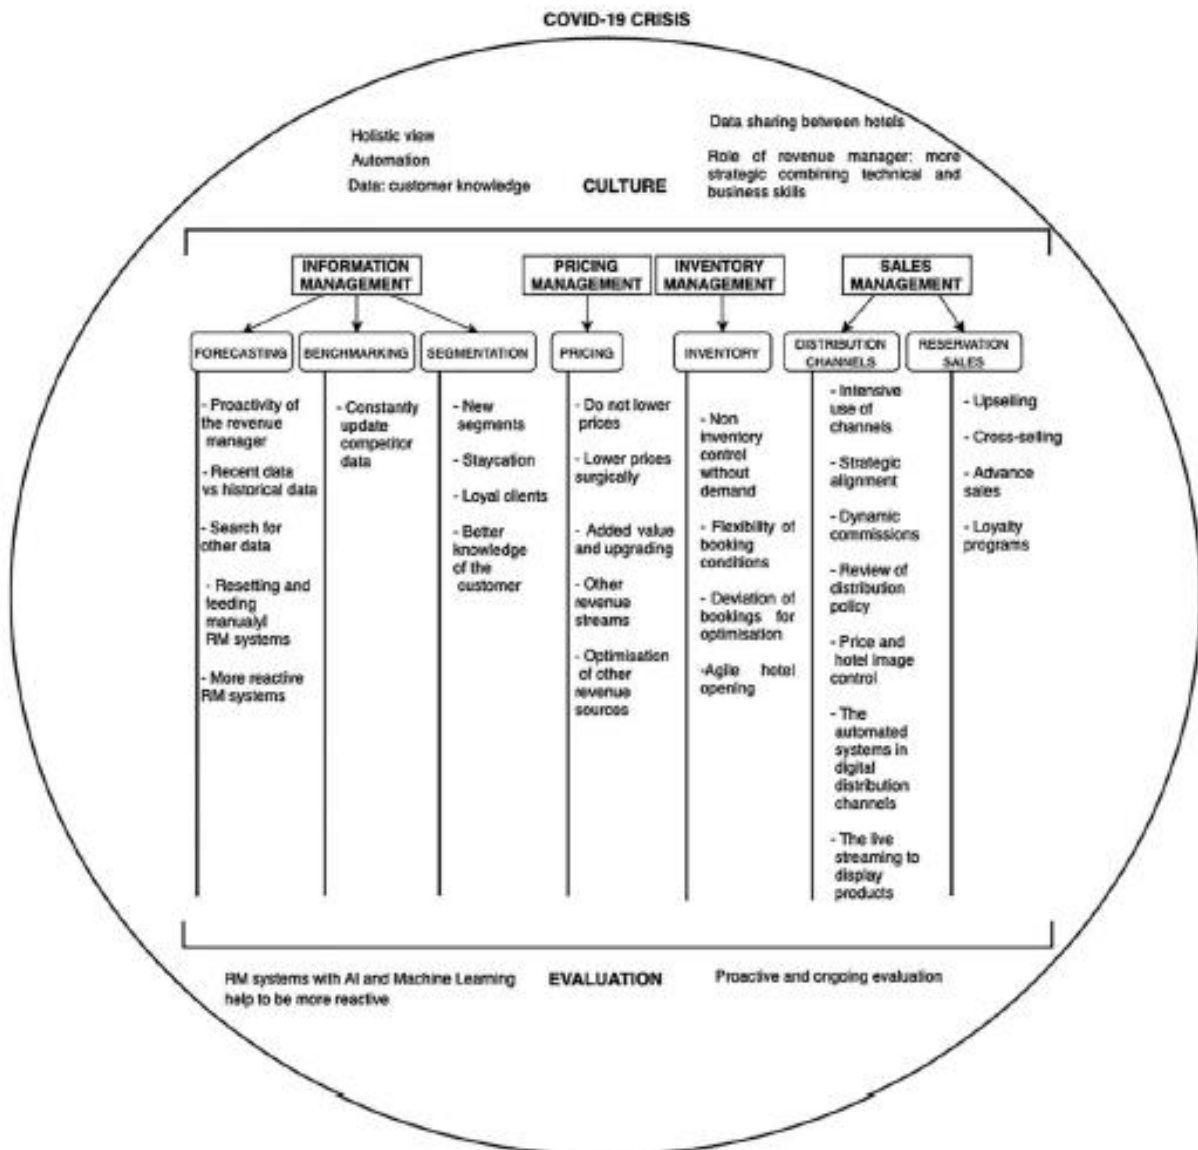 COVID-19 CRISIS
Holistic view
Automation
Data: customer knowledge
CULTURE
Data sharing between hotels
Role of revenue manager: more
strategic combining technical and
business skills
INFORMATION
MANAGEMENT
PRICING
MANAGEMENT
INVENTORY
MANAGEMENT
SALES
MANAGEMENT
FORECASTING
BENCHMARKING
SEGMENTATION
PRICING
INVENTORY
DISTRIBUTION
CHANNELS
RESERVATION
SALES
- Proactivity of
the revenue
manager
- Recent data
vs historical data
- Search for
other data
- Resetting and
feeding
manualyl
RM systems
- More reactive
RM systems
- Constantly
update
competitor
data
- New
segments
- Staycation
- Loyal clients
- Better
knowledge
of the
customer
- Do not lower
prices
- Lower prices
surgically
- Added value
and upgrading
- Other
revenue
streams
- Optimisation
of other
revenue
sources
- Non
inventory
control
without
demand
- Flexibility of
booking
conditions
- Deviation of
bookings for
optimisation
-Agile hotel
opening
- Intensive
use of
channels
- Strategic
alignment
- Dynamic
commissions
- Review of
distribution
policy
- Price and
hotel image
control
- The
automated
systems in
digital
distribution
channels
- The live
streaming to
display
products
- Upselling
- Cross-selling
- Advance
sales
- Loyalty
programs
RM systems with AI and Machine Learning
help to be more reactive
EVALUATION
Proactive and ongoing evaluation